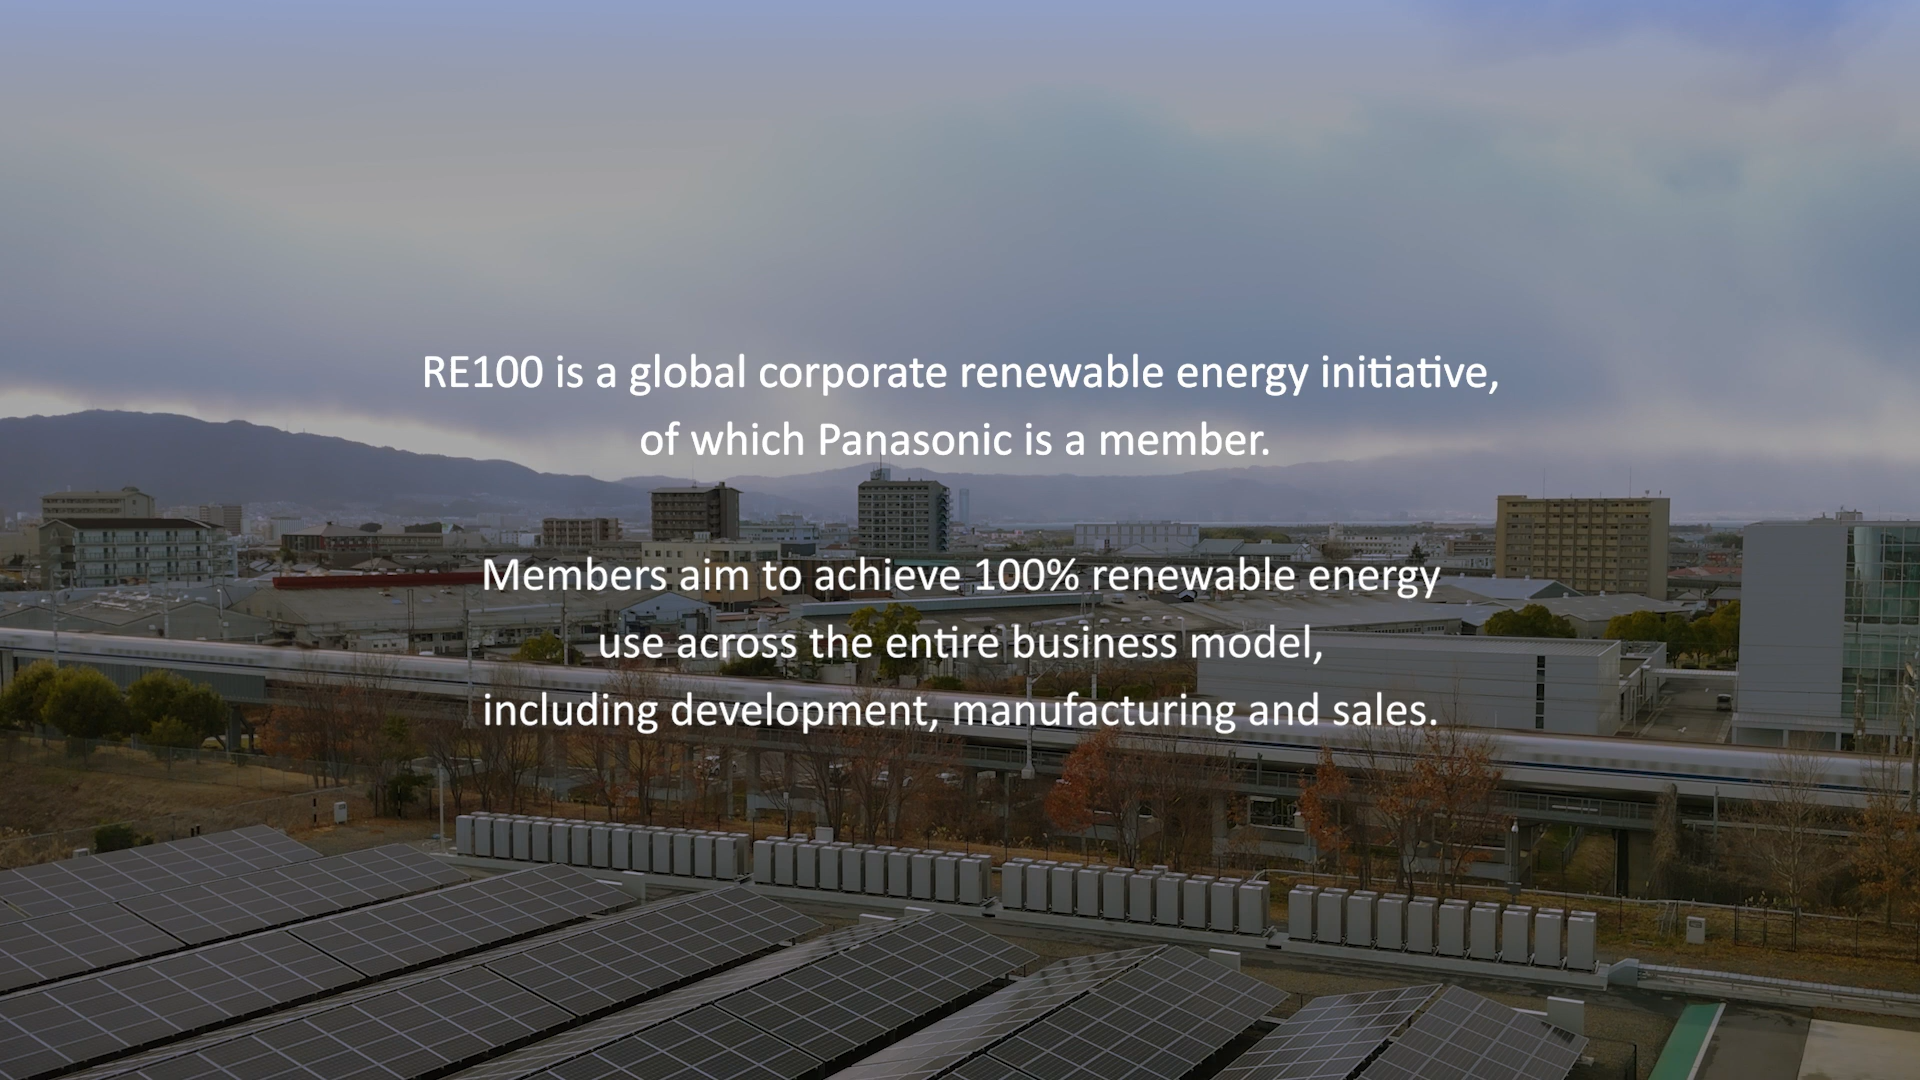 RE100 is a global corporate renewable energy initiative,
of which Panasonic is a member.
Members aim to achieve 100% renewable energy
use across the entire business model,
including development, manufacturing and sales.